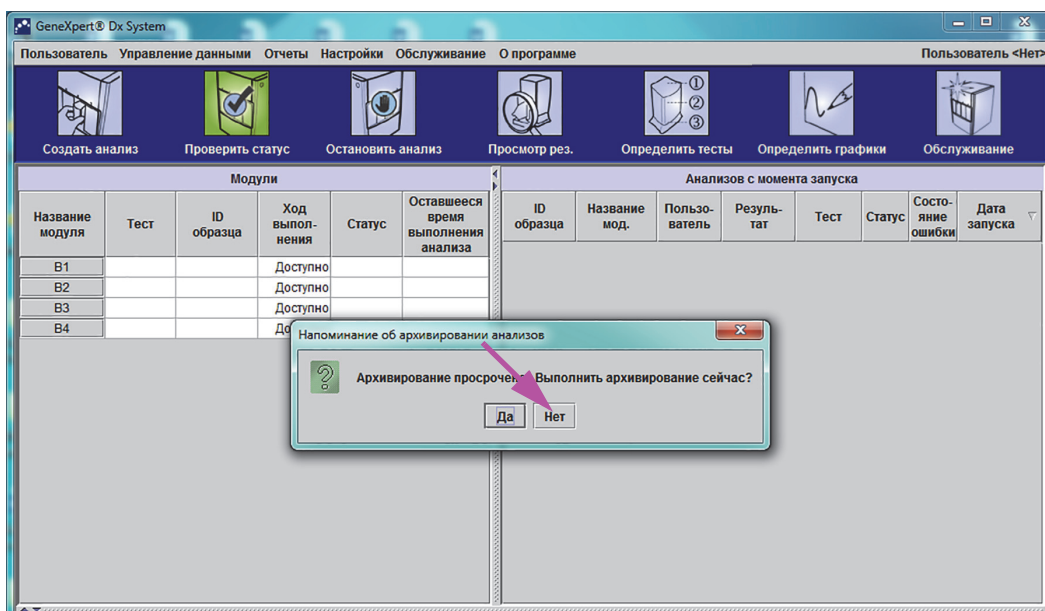 GeneXpert® Dx System
Пользователь Управление данными Отчеты Настройки Обслуживание О программе Пользователь <Нет>
Создать анализ Проверить статус Остановить анализ Просмотр рез. Определить тесты Определить графики Обслуживание
Модули
Название
модуля
Тест
ID
образца
Ход
выпол-
нения
Статус
Оставшееся
время
выполнения
анализа
B1 Доступно
B2 Доступно
B3 Доступно
B4
Анализов с момента запуска
ID
образца
Название
мод.
Пользо-
ватель
Резуль-
тат
Тест
Статус
Состо-
яние
ошибки
Дата
запуска
Напоминание об архивировании анализов
Архивирование Выполнить архивирование сейчас?
Да Нет